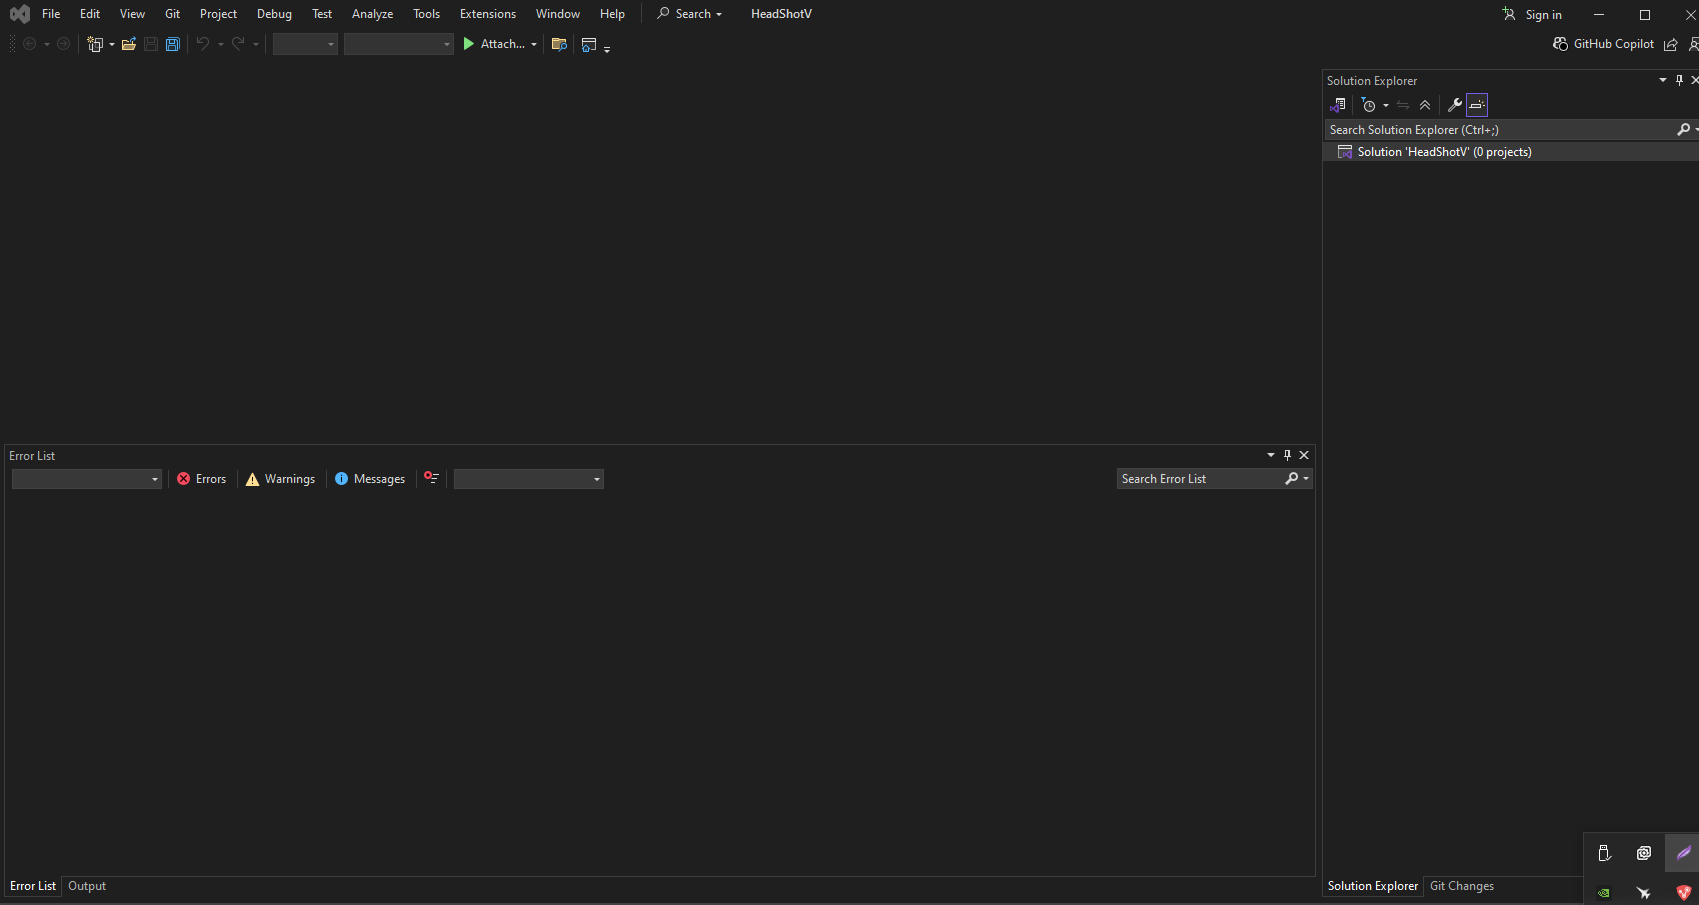 File Edit View Git Project Debug Test Analyze Tools Extensions Window Help Search HeadShotV Sign in
Attach... GitHub Copilot
Solution Explorer
Search Solution Explorer (Ctrl+;)
Solution 'HeadShotV' (0 projects)
Error List
Errors Warnings Messages Search Error List
Error List Output
Solution Explorer Git Changes